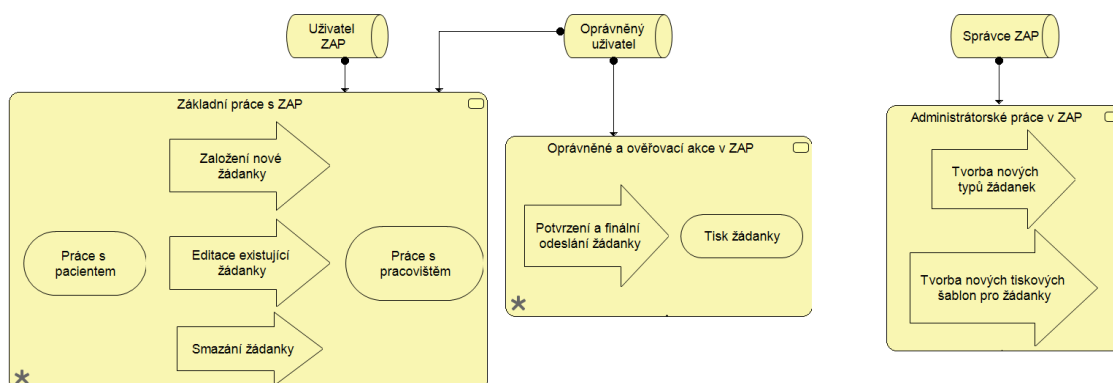 Uživatel
ZAP
Oprávněný
uživatel
Správce ZAP
Základní práce s ZAP
Založení nové
žádanky
Práce s
pacientem
Editace existující
žádanky
Práce s
pracovištěm
Smazání žádanky
Oprávněné a ověřovací akce v ZAP
Potvrzení a finální
odeslání žádanky
Tisk žádanky
Administrátorské práce v ZAP
Tvorba nových
typů žádanek
Tvorba nových tiskových
šablon pro žádanky